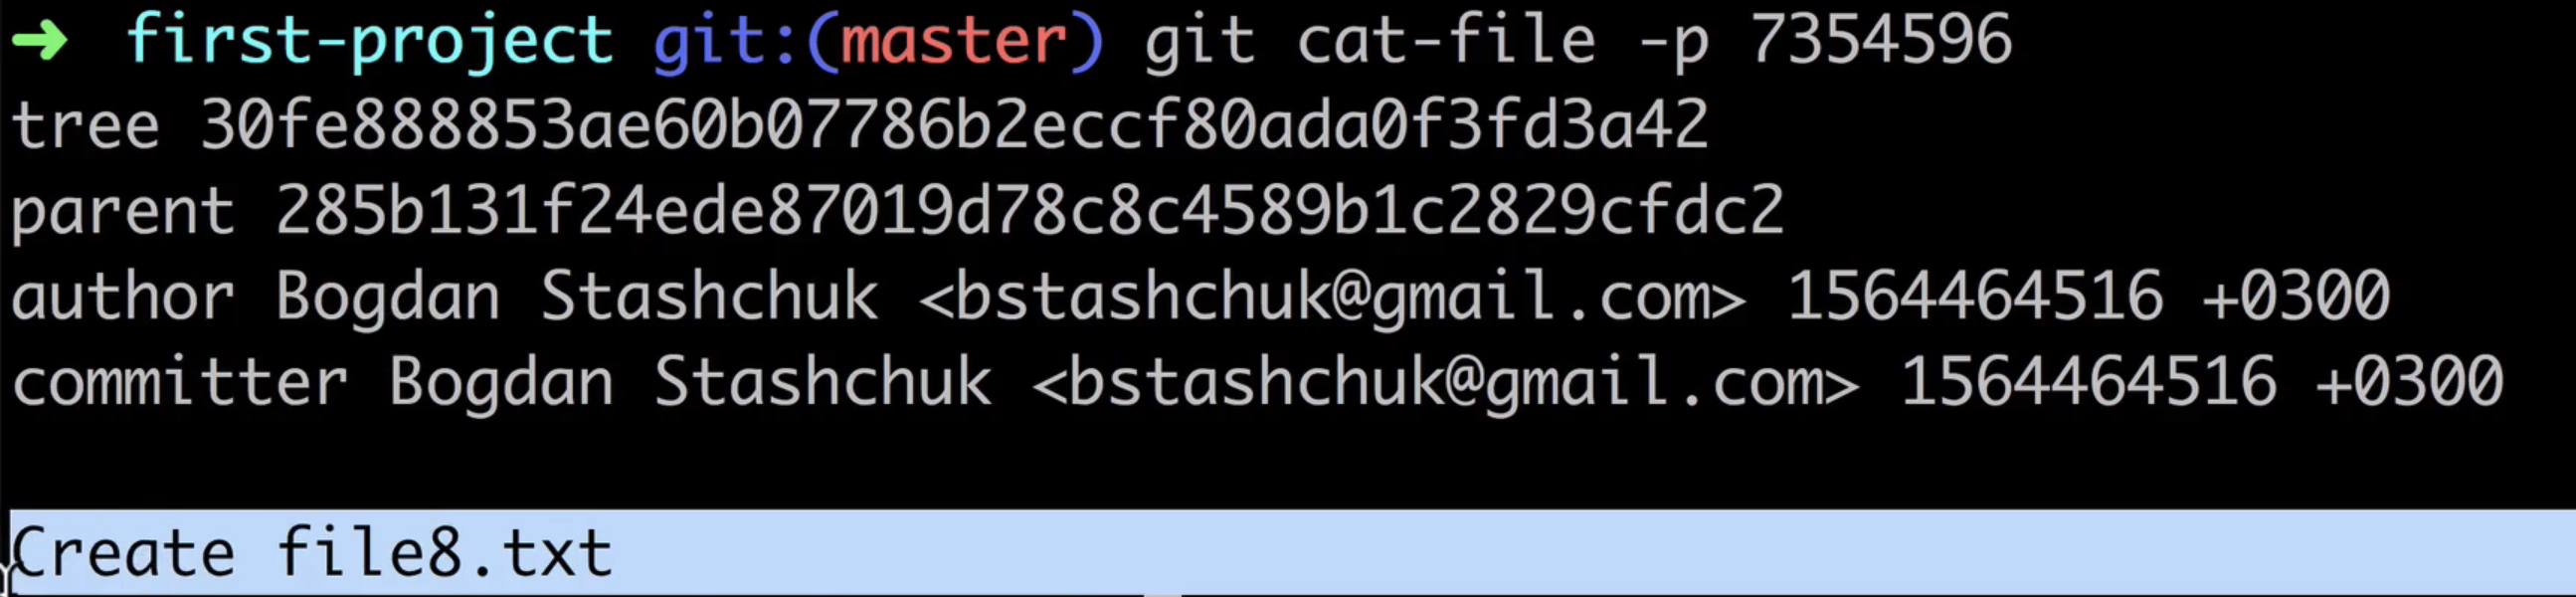 ➜ first-project git:(master) git cat-file -p 7354596
tree 30fe888853ae60b07786b2eccf80ada0f3fd3a42
parent 285b131f24ede87019d78c8c4589b1c2829cfdc2
author Bogdan Stashchuk <bstashchuk@gmail.com> 1564464516 +0300
committer Bogdan Stashchuk <bstashchuk@gmail.com> 1564464516 +0300
Create file8.txt